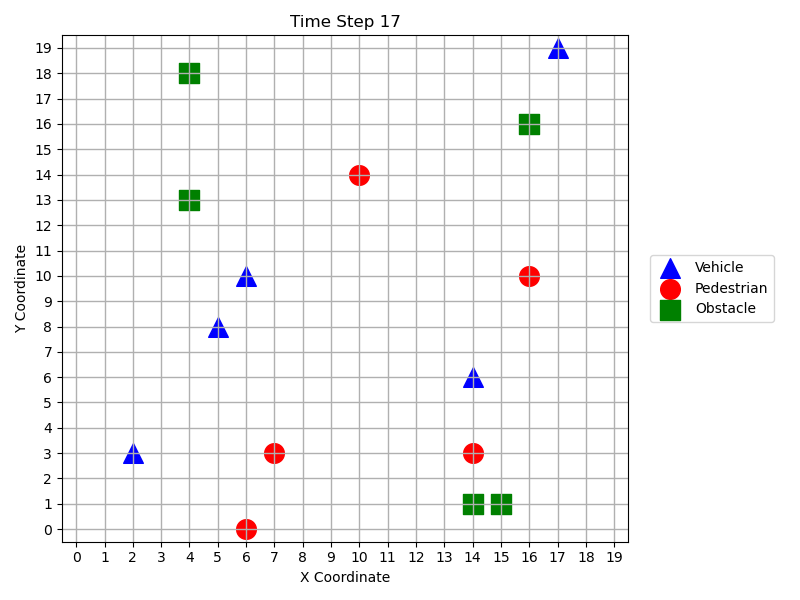 Time Step 17
Y Coordinate
19
18
17
16
15
14
13
12
11
10
9
8
7
6
5
4
3
2
1
0
0 1 2 3 4 5 6 7 8 9 10 11 12 13 14 15 16 17 18 19
X Coordinate
Vehicle
Pedestrian
Obstacle